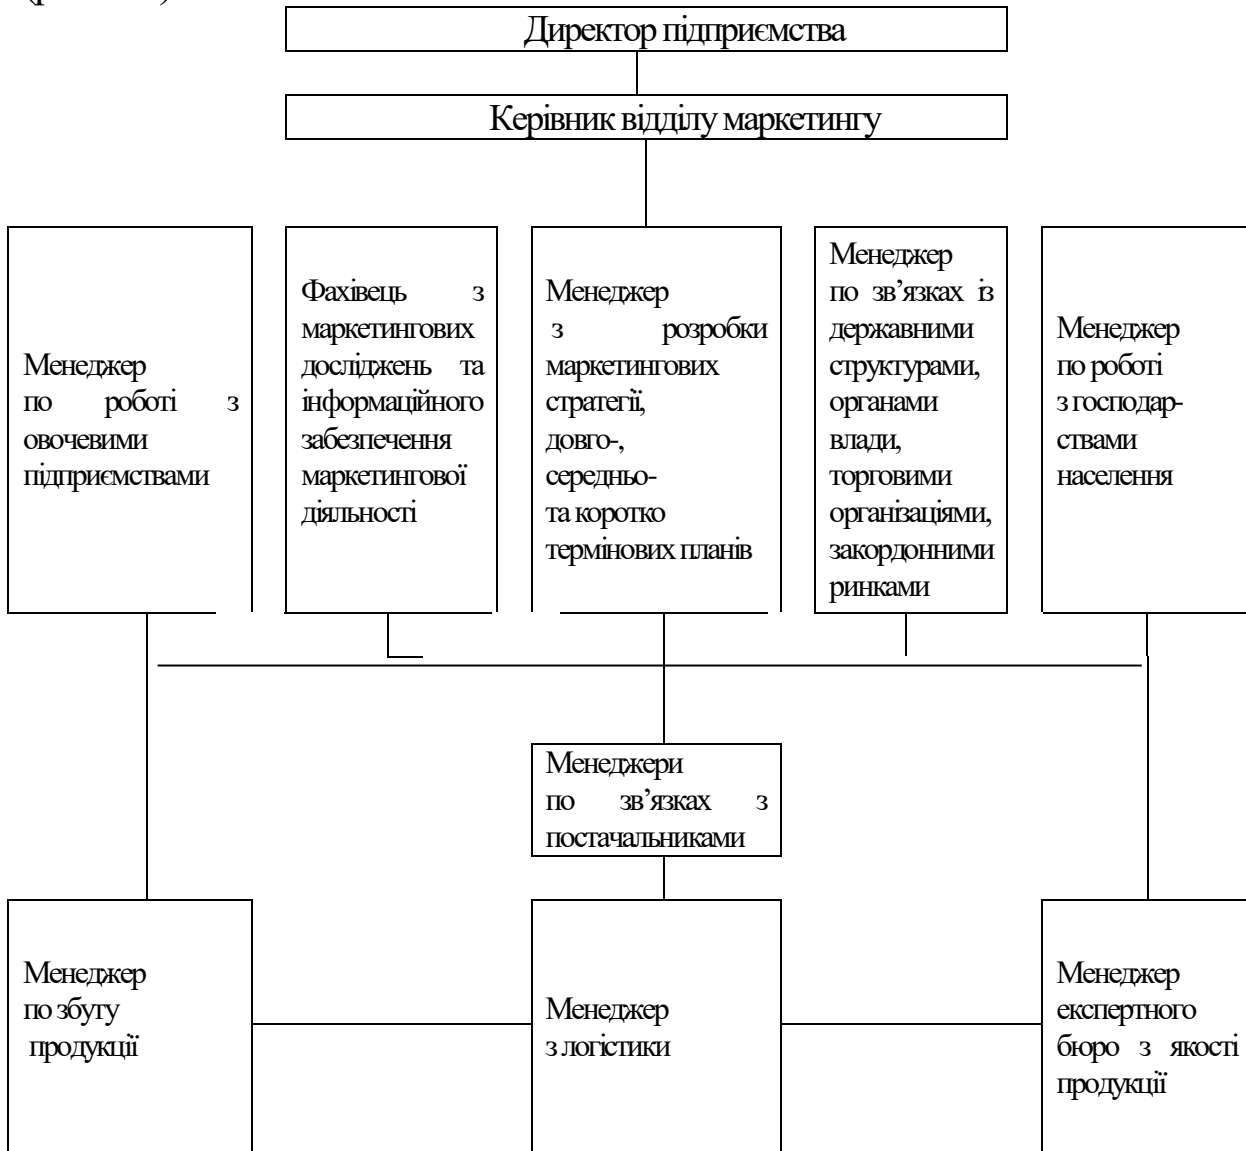 Директор підприємства
Керівник відділу маркетингу
Менеджер
по роботі з
овочевими
підприємствами
Фахівець з
маркетингових
досліджень та
інформаційного
забезпечення
маркетингової
діяльності
Менеджер
з розробки
маркетингових
стратегії,
довго-,
середньо-
та коротко
термінових планів
Менеджер
по зв’язках із
державними
структурами,
органами
влади,
торговими
організаціями,
закордонними
ринками
Менеджер
по роботі
з господар-
ствами
населення
Менеджери
по зв’язках з
постачальниками
Менеджер
по збуту
продукції
Менеджер
з логістики
Менеджер
експертного
бюро з якості
продукції